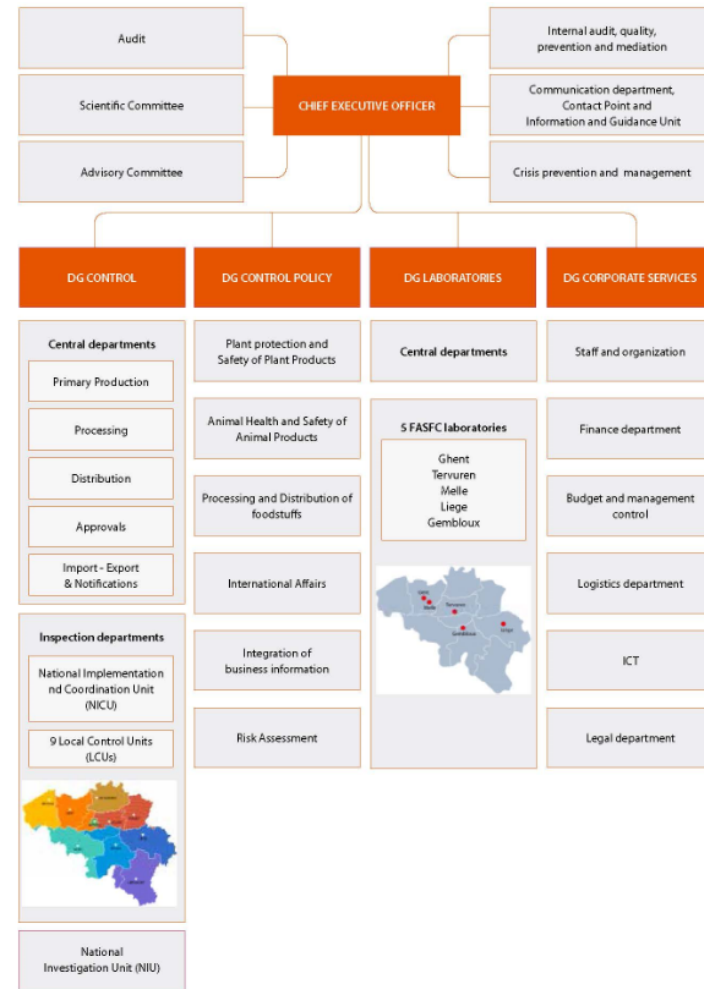 Audit
Internal audit, quality,
prevention and mediation
Scientific Committee
CHIEF EXECUTIVE OFFICER
Communication department,
Contact Point and
Information and Guidance Unit
Advisory Committee
Crisis prevention and management
DG CONTROL
DG CONTROL POLICY
DG LABORATORIES
DG CORPORATE SERVICES
Central departments
Primary Production
Processing
Distribution
Approvals
Import - Export
& Notifications
Inspection departments
National Implementation
nd Coordination Unit
(NICU)
9 Local Control Units
(LCUs)
National
Investigation Unit (NIU)
Plant protection and
Safety of Plant Products
Animal Health and Safety of
Animal Products
Processing and Distribution of
foodstuffs
International Affairs
Integration of
business information
Risk Assessment
Central departments
5 FASFC laboratories
Ghent
Tervuren
Melle
Liege
Gembloux
Melle
Tervuren
Gembloux
Staff and organization
Finance department
Budget and management
control
Logistics department
ICT
Legal department